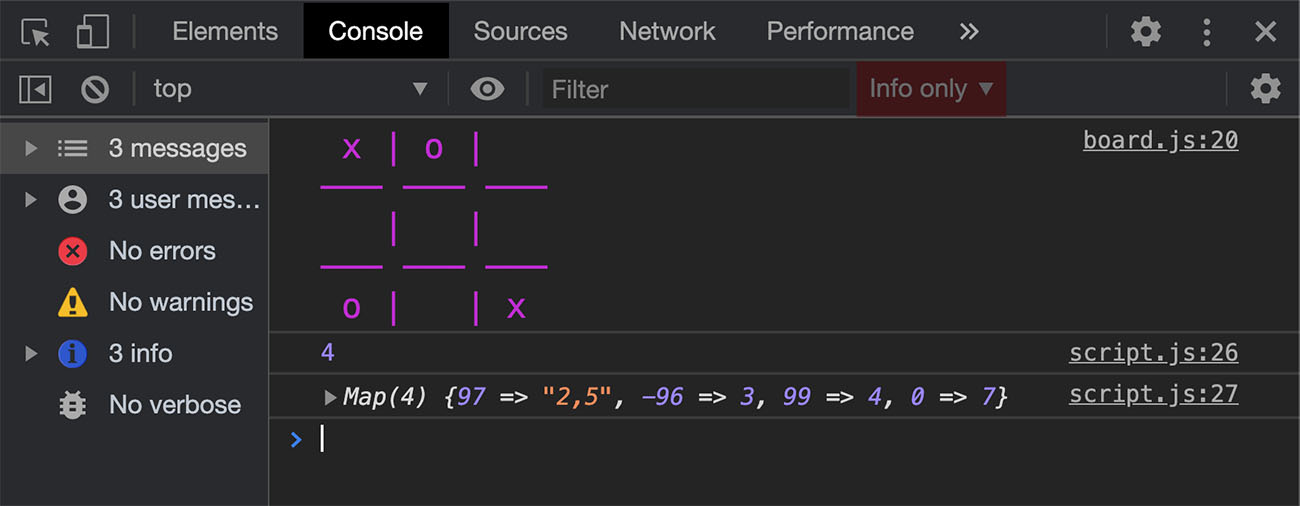 Elements Console Sources Network Performance »
top ▼ Filter Info only ▼
3 messages
3 user mes…
No errors
No warnings
3 info
No verbose
x | o | board.js:20
___ ___ ___
| |
___ ___ ___
o | | x
4 script.js:26
▶ Map(4) {97 => "2,5", -96 => 3, 99 => 4, 0 => 7} script.js:27
>